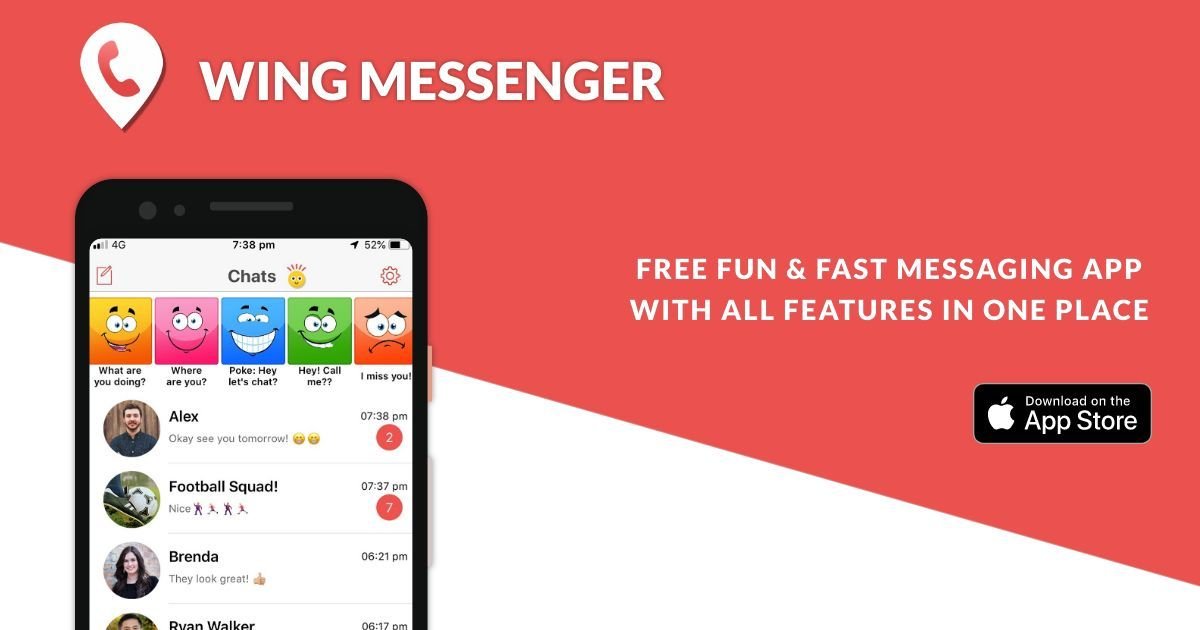 WING MESSENGER
4G
7:38 pm
52%
Chats
What are
you doing?
Where
are you?
Poke: Hey
let's chat?
Hey! Call
me??
I miss you!
Alex
07:38 pm
Okay see you tomorrow! 😁😁
2
Football Squad!
07:37 pm
Nice
7
Brenda
06:21 pm
They look great! 👍🏼
Ryan Walker
06:17 pm
FREE FUN & FAST MESSAGING APP
WITH ALL FEATURES IN ONE PLACE
Download on the
App Store